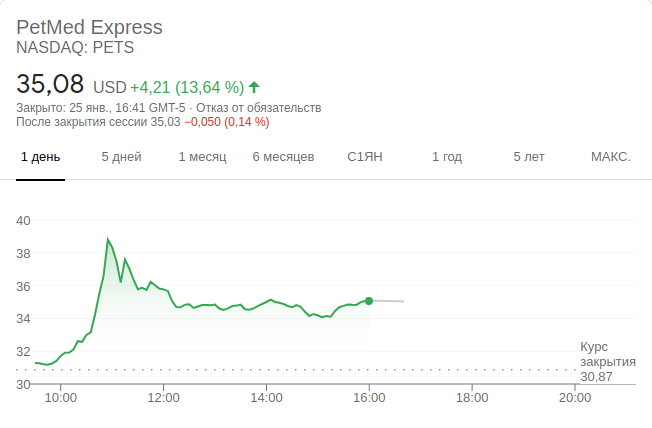 PetMed Express
NASDAQ: PETS
35,08 USD +4,21 (13,64 %)
Закрыто: 25 янв., 16:41 GMT-5 · Отказ от обязательств
После закрытия сессии 35,03 −0,050 (0,14 %)
1 день 5 дней 1 месяц 6 месяцев С1ЯН 1 год 5 лет МАКС.
40
38
36
34
32
30
Курс
закрытия
30,87
10:00 12:00 14:00 16:00 18:00 20:00